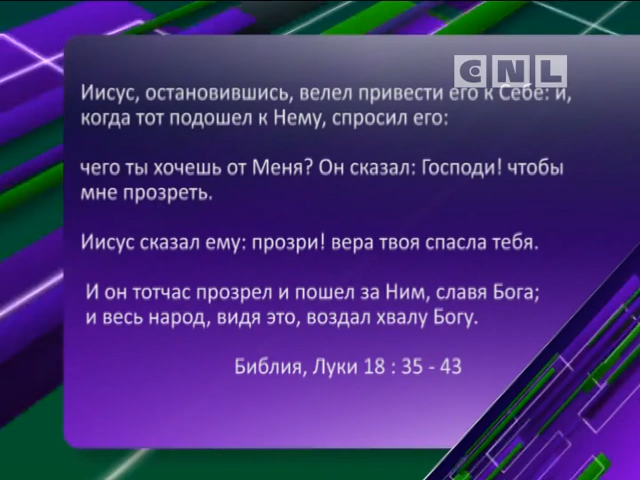 CNL
Иисус, остановившись, велел привести его к Себе: и,
когда тот подошел к Нему, спросил его:
чего ты хочешь от Меня? Он сказал: Господи! чтобы
мне прозреть.
Иисус сказал ему: прозри! вера твоя спасла тебя.
И он тотчас прозрел и пошел за Ним, славя Бога;
и весь народ, видя это, воздал хвалу Богу.
Библия, Луки 18 : 35 - 43